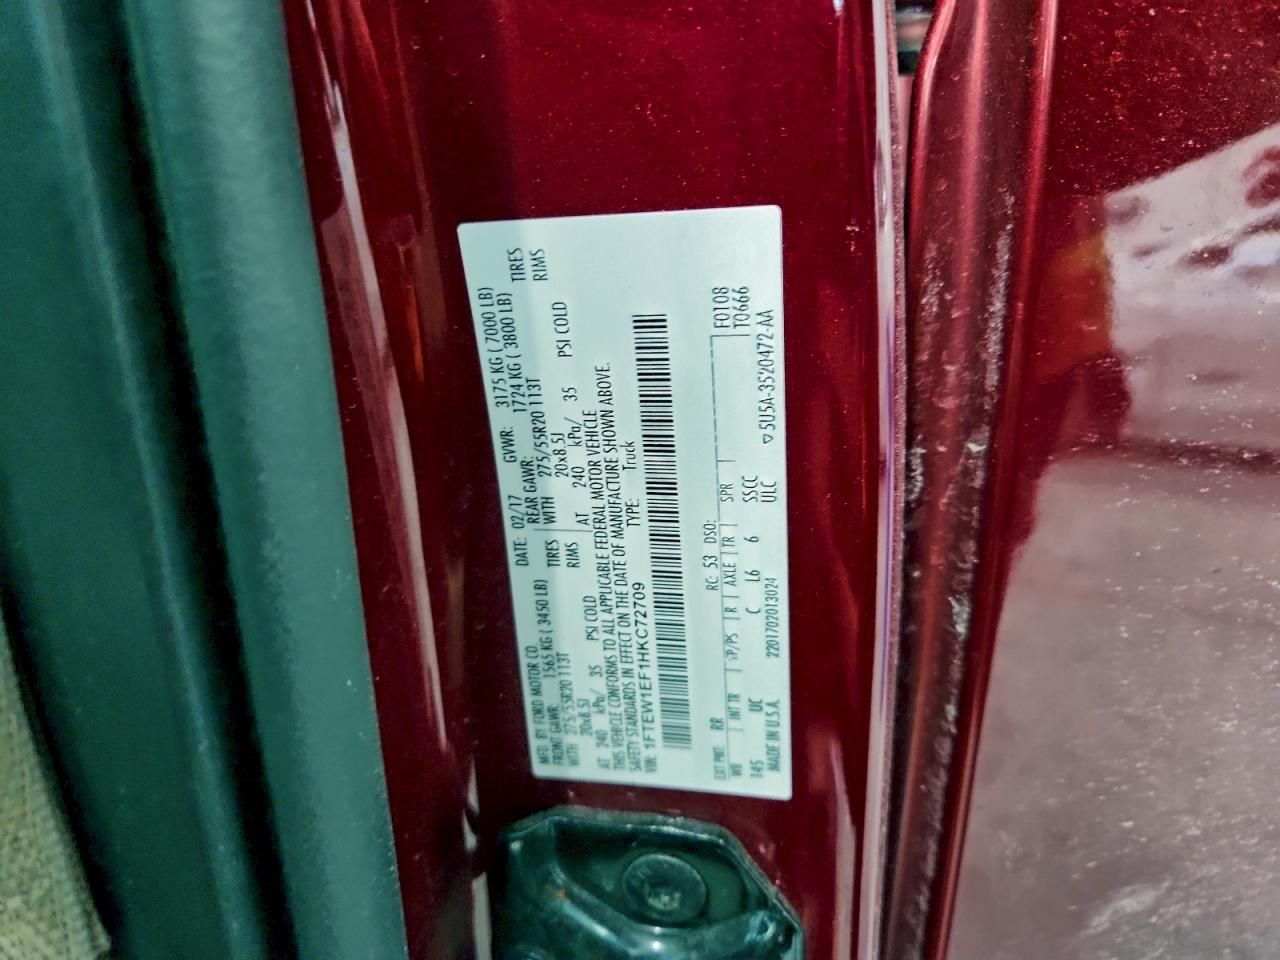 MFD. BY FORD MOTOR CO. DATE: 02/17 GVWR: 3175 KG ( 7000 LB)
FRONT GAWR: 1565 KG ( 3450 LB) REAR GAWR: 1724 KG ( 3800 LB)
WITH 275/55R20 113T TIRES WITH 275/55R20 113T TIRES
20x8.5J RIMS 20x8.5J RIMS
AT 240 kPa/ 35 PSI COLD AT 240 kPa/ 35 PSI COLD
THIS VEHICLE CONFORMS TO ALL APPLICABLE FEDERAL MOTOR VEHICLE
SAFETY STANDARDS IN EFFECT ON THE DATE OF MANUFACTURE SHOWN ABOVE.
VIN: 1FTEW1EF1HKC72709 TYPE: Truck
F0108
T0666
EXT PNT: RR RC: 53 DSO:
WB INT TR TP/PS R AXLE TR SPR
145 UC C L6 6 SSCC
MADE IN U.S.A. 2201702013024 ULC ▽5U5A-3520472-AA